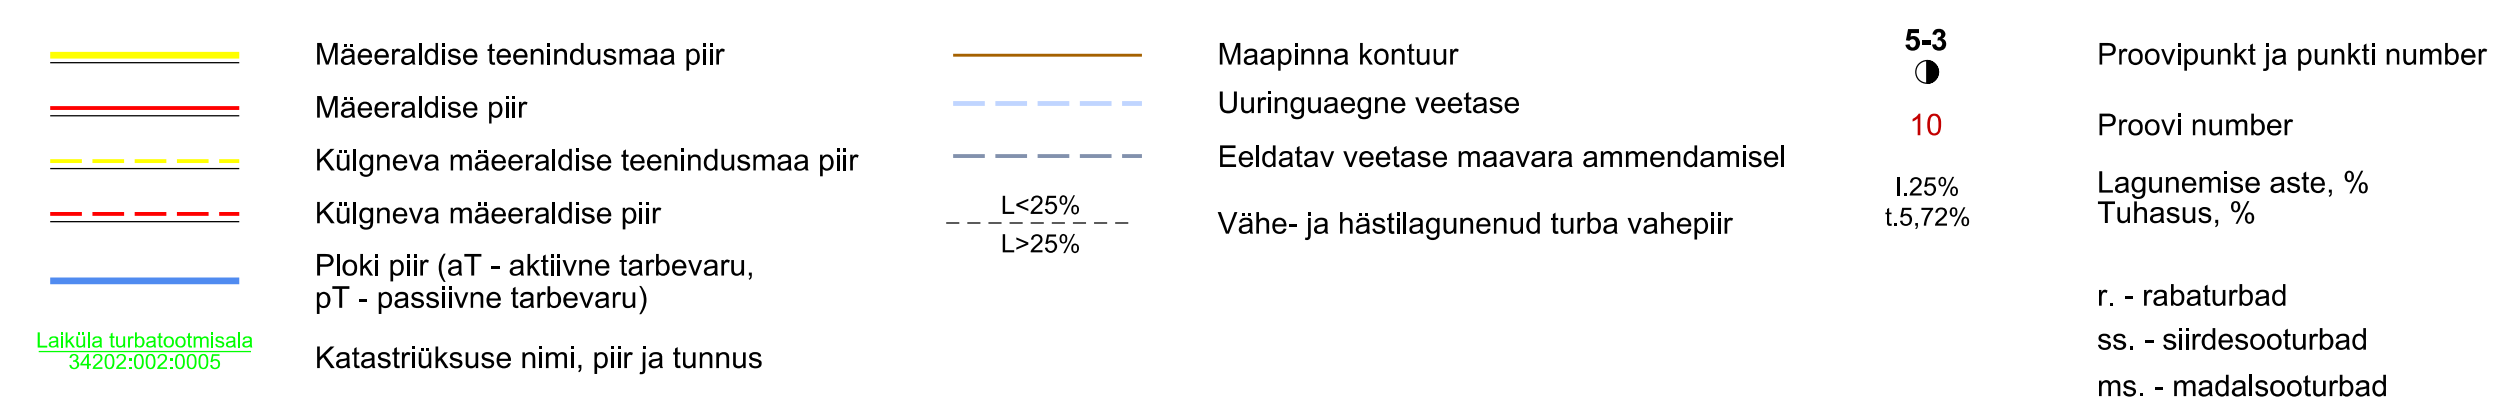 Mäeeraldise teenindusmaa piir
Mäeeraldise piir
Külgneva mäeeraldise teenindusmaa piir
Külgneva mäeeraldise piir
Ploki piir (aT - aktiivne tarbevaru,
pT - passiivne tarbevaru)
Laiküla turbatootmisala
34202:002:0005
Katastriüksuse nimi, piir ja tunnus
Maapinna kontuur
Uuringuaegne veetase
Eeldatav veetase maavara ammendamisel
L<25%
L>25%
Vähe- ja hästilagunenud turba vahepiir
5-3
Proovipunkt ja punkti number
10
Proovi number
l.25%
t.5,72%
Lagunemise aste, %
Tuhasus, %
r. - rabaturbad
ss. - siirdesooturbad
ms. - madalsooturbad